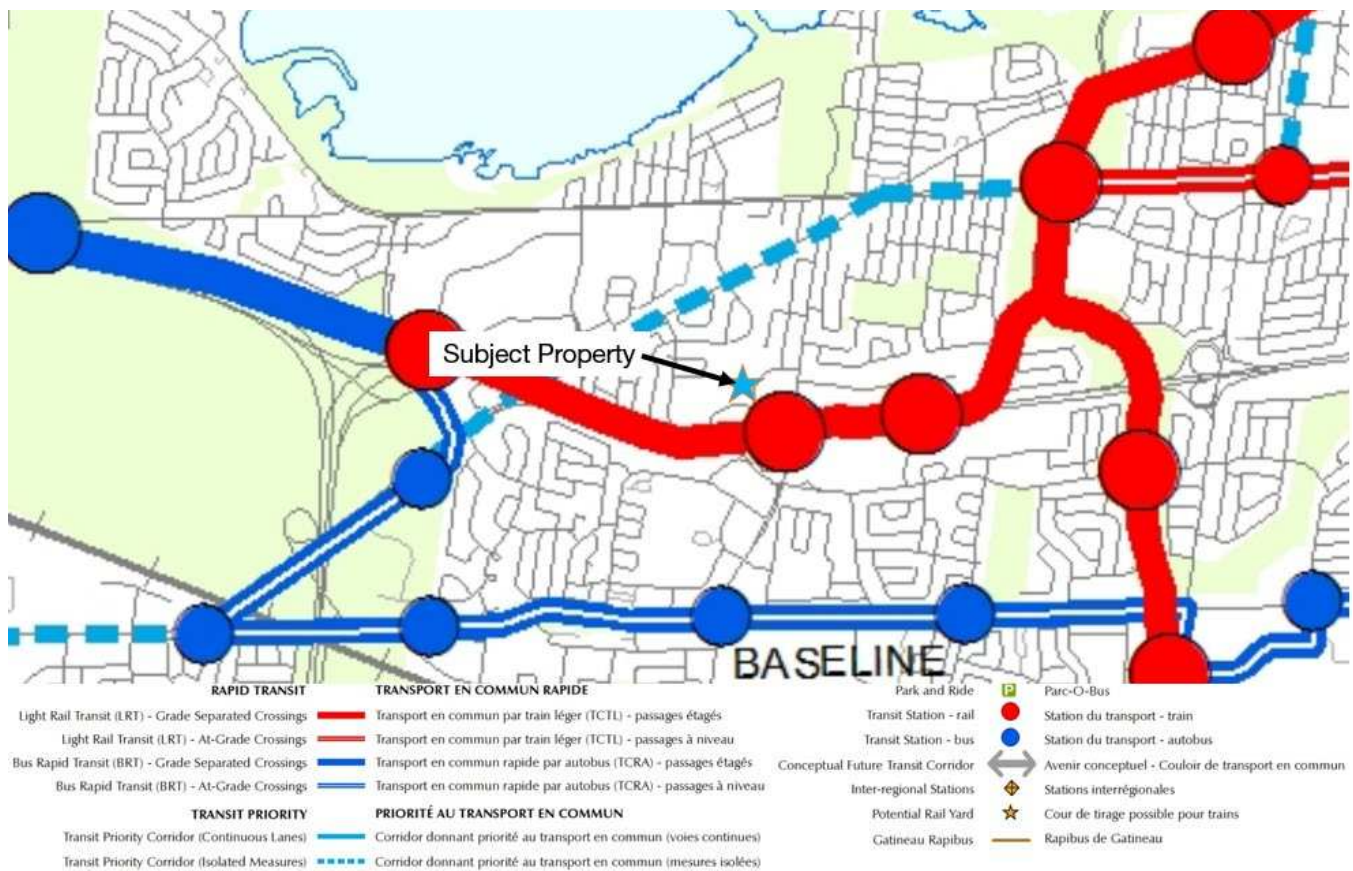 Subject Property
BASELINE
RAPID TRANSIT
Light Rail Transit (LRT) - Grade Separated Crossings
Light Rail Transit (LRT) - At-Grade Crossings
Bus Rapid Transit (BRT) - Grade Separated Crossings
Bus Rapid Transit (BRT) - At-Grade Crossings
TRANSIT PRIORITY
Transit Priority Corridor (Continuous Lanes)
Transit Priority Corridor (Isolated Measures)
TRANSPORT EN COMMUN RAPIDE
Transport en commun par train léger (TCTL) - passages étagés
Transport en commun par train léger (TCTL) - passages à niveau
Transport en commun rapide par autobus (TCRA) - passages étagés
Transport en commun rapide par autobus (TCRA) - passages à niveau
PRIORITÉ AU TRANSPORT EN COMMUN
Corridor donnant priorité au transport en commun (voies continues)
Corridor donnant priorité au transport en commun (mesures isolées)
Park and Ride
Transit Station - rail
Transit Station - bus
Conceptual Future Transit Corridor
Inter-regional Stations
Potential Rail Yard
Gatineau Rapibus
P
Parc-O-Bus
Station du transport - train
Station du transport - autobus
Avenir conceptuel - Couloir de transport en commun
Stations interrégionales
Cour de tirage possible pour trains
Rapibus de Gatineau